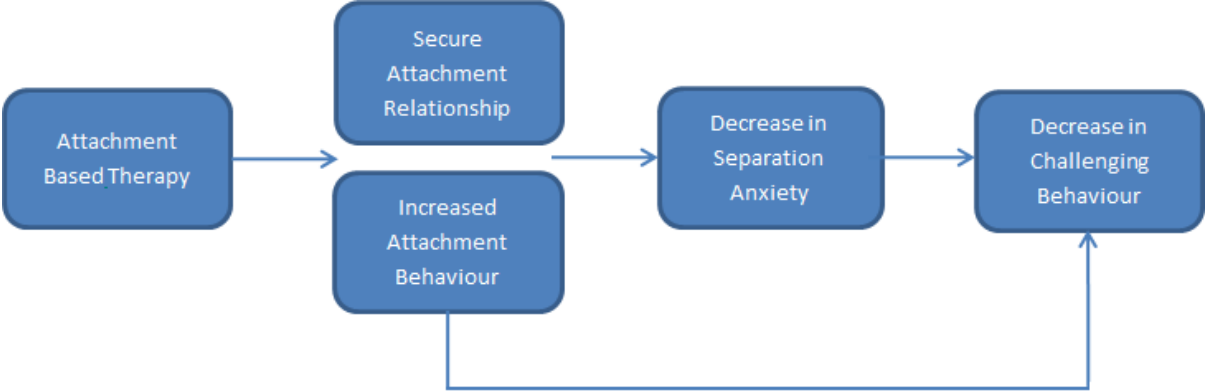 Attachment
Based Therapy
Secure
Attachment
Relationship
Increased
Attachment
Behaviour
Decrease in
Separation
Anxiety
Decrease in
Challenging
Behaviour